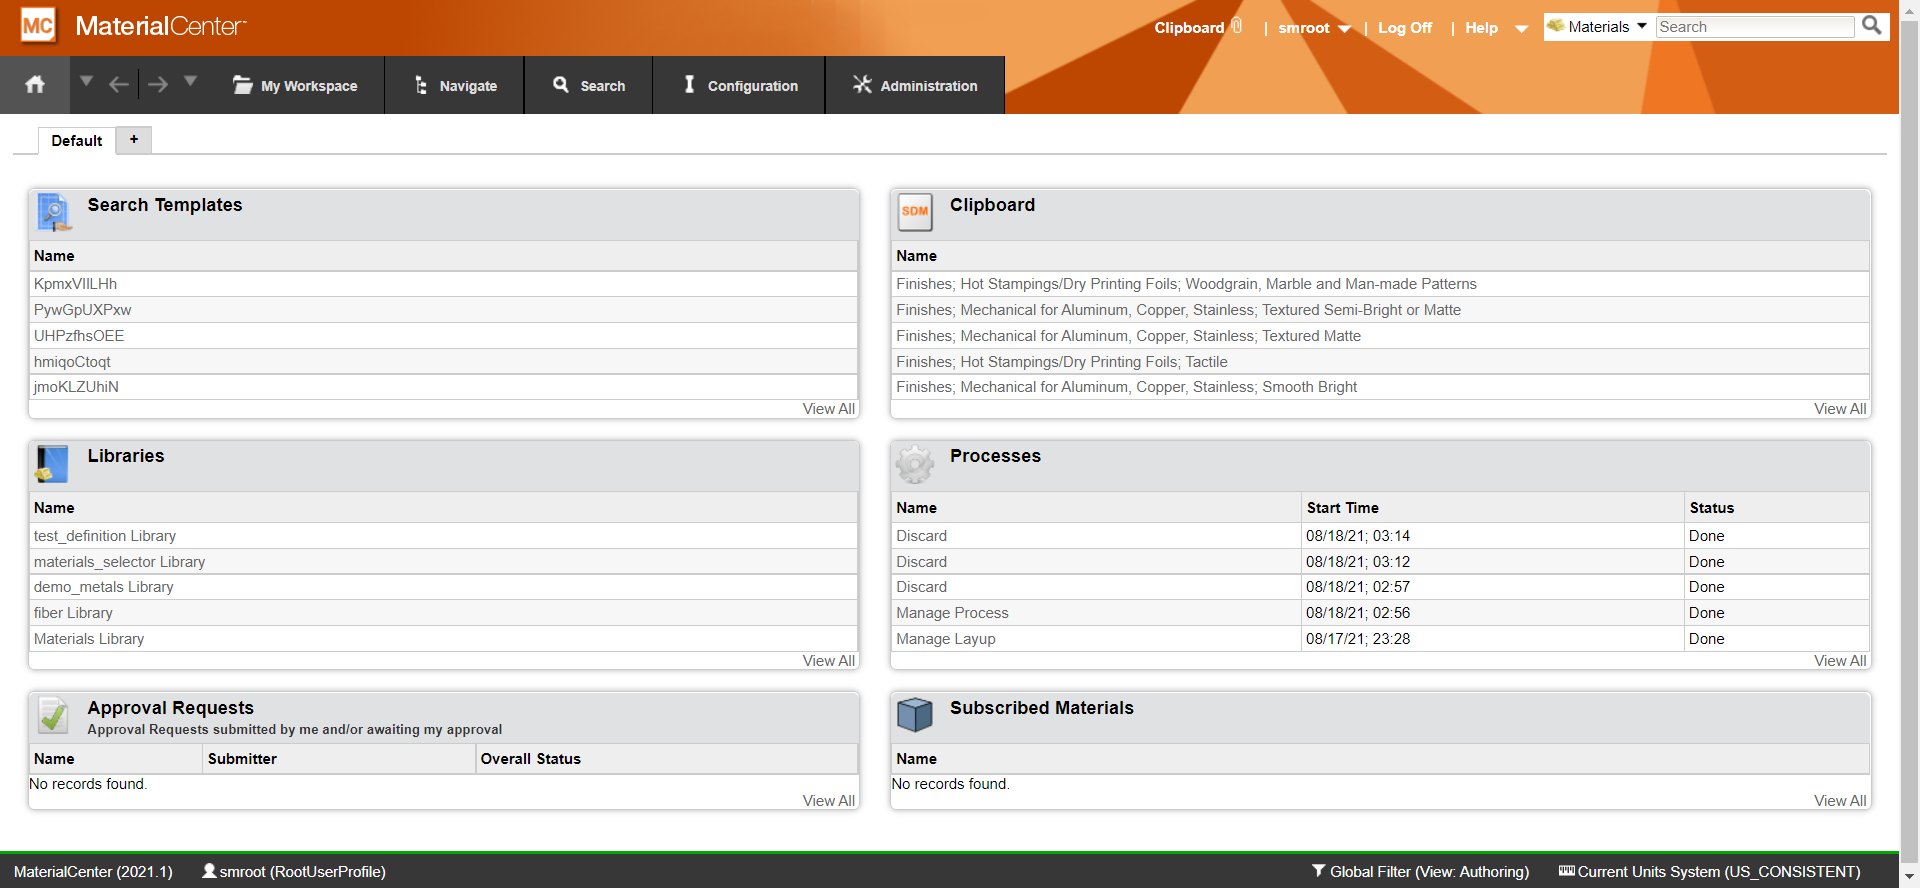 MC MaterialCenter™
Clipboard | smroot | Log Off | Help Materials Search
My Workspace Navigate Search Configuration Administration
Default +
Search Templates
Name
KpmxVIlLHh
PywGpUXPxw
UHPzfhsOEE
hmiqoCtoqt
jmoKLZUhiN
View All
SDM Clipboard
Name
Finishes; Hot Stampings/Dry Printing Foils; Woodgrain, Marble and Man-made Patterns
Finishes; Mechanical for Aluminum, Copper, Stainless; Textured Semi-Bright or Matte
Finishes; Mechanical for Aluminum, Copper, Stainless; Textured Matte
Finishes; Hot Stampings/Dry Printing Foils; Tactile
Finishes; Mechanical for Aluminum, Copper, Stainless; Smooth Bright
View All
Libraries
Name
test_definition Library
materials_selector Library
demo_metals Library
fiber Library
Materials Library
View All
Processes
Name Start Time Status
Discard 08/18/21; 03:14 Done
Discard 08/18/21; 03:12 Done
Discard 08/18/21; 02:57 Done
Manage Process 08/18/21; 02:56 Done
Manage Layup 08/17/21; 23:28 Done
View All
Approval Requests
Approval Requests submitted by me and/or awaiting my approval
Name Submitter Overall Status
No records found.
View All
Subscribed Materials
Name
No records found.
View All
MaterialCenter (2021.1) smroot (RootUserProfile) Global Filter (View: Authoring) Current Units System (US_CONSISTENT)